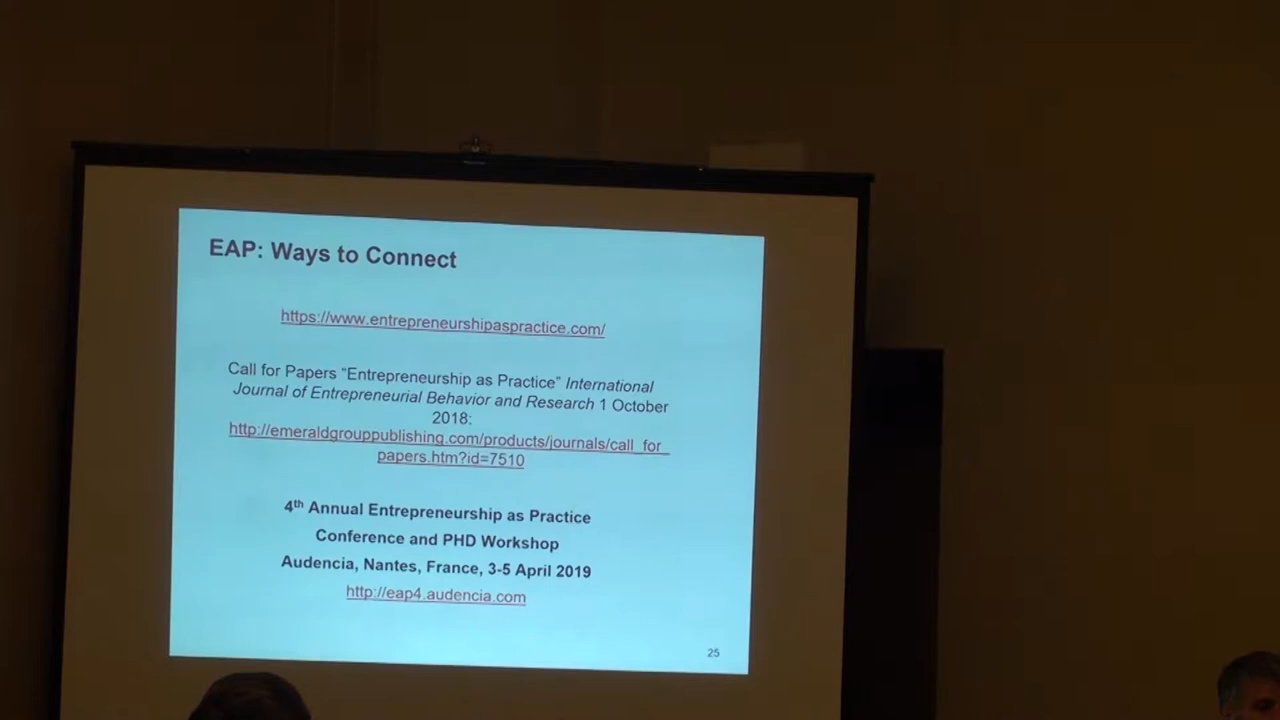 EAP: Ways to Connect
https://www.entrepreneurshipaspractice.com/
Call for Papers “Entrepreneurship as Practice” International
Journal of Entrepreneurial Behavior and Research 1 October
2018:
http://emeraldgrouppublishing.com/products/journals/call_for_
papers.htm?id=7510
4th Annual Entrepreneurship as Practice
Conference and PHD Workshop
Audencia, Nantes, France, 3-5 April 2019
http://eap4.audencia.com
25